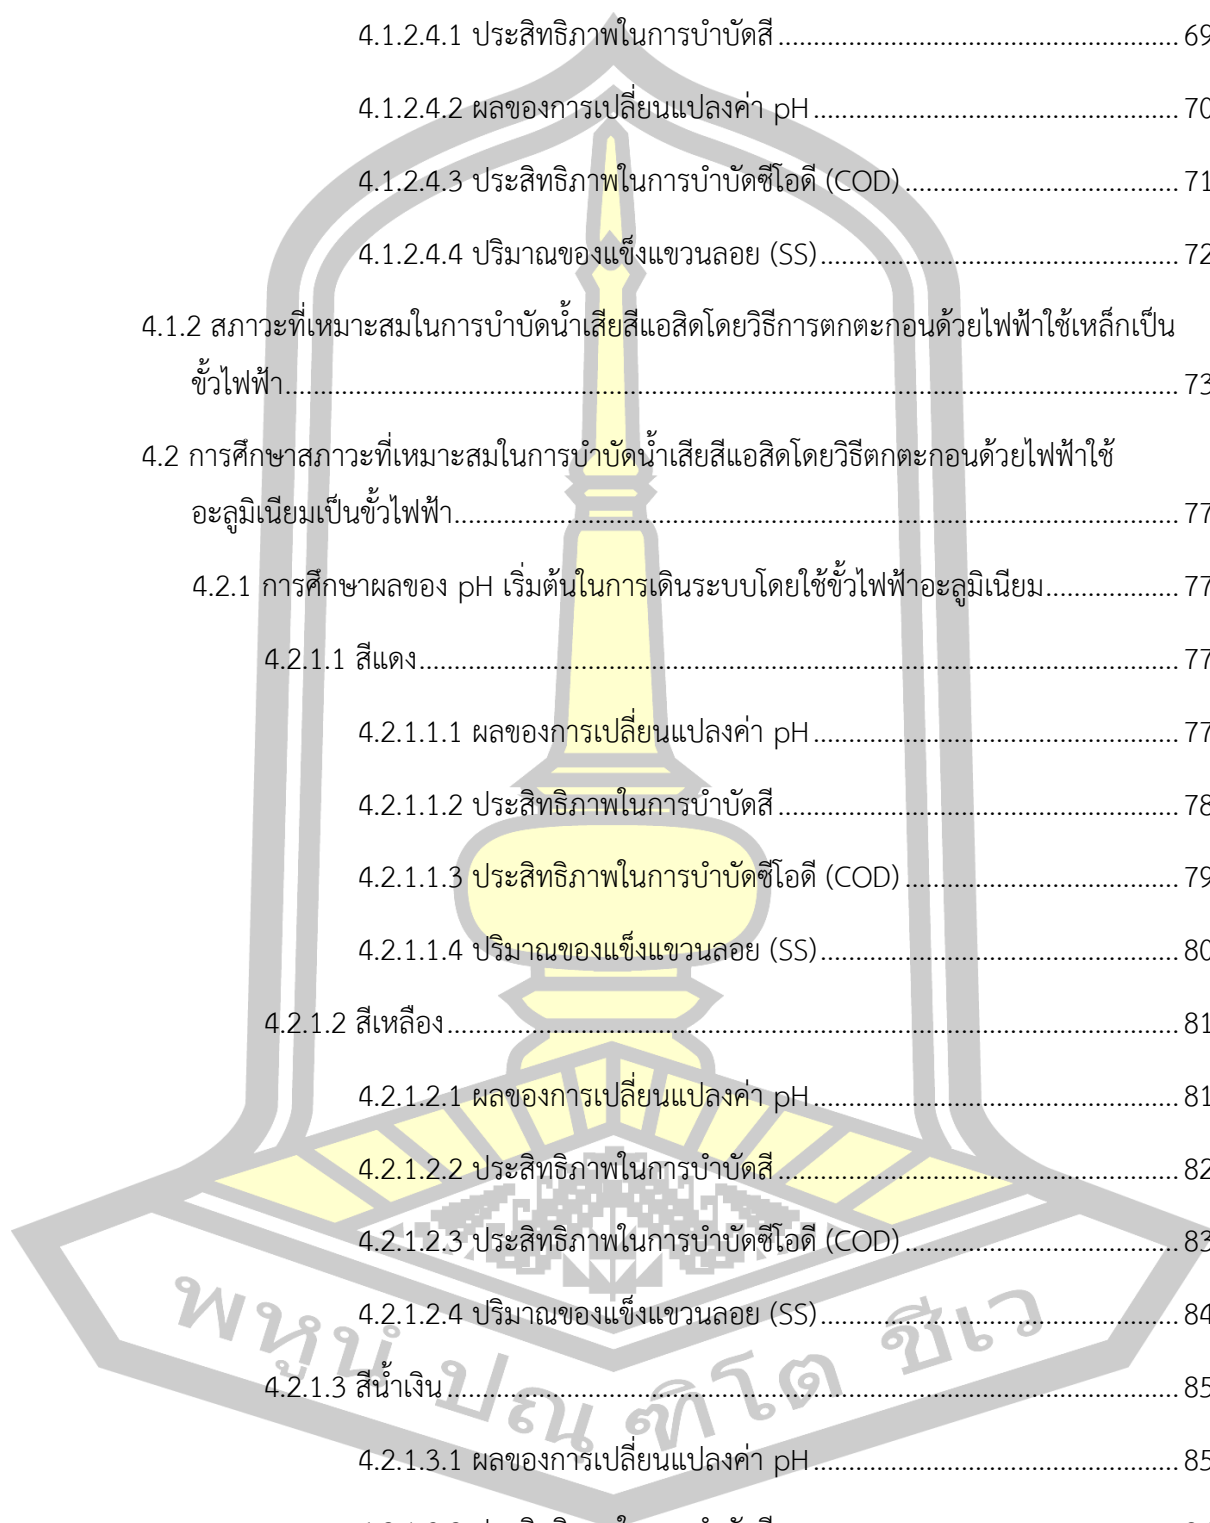 4.1.2.4.1 ประสิทธิภาพในการบำบัดสี ........................................................ 69
4.1.2.4.2 ผลของการเปลี่ยนแปลงค่า pH ................................................... 70
4.1.2.4.3 ประสิทธิภาพในการบำบัดซีโอดี (COD) ...................................... 71
4.1.2.4.4 ปริมาณของแข็งแขวนลอย (SS) .................................................. 72
4.1.2 สภาวะที่เหมาะสมในการบำบัดน้ำเสียสีแอสิดโดยวิธีการตกตะกอนด้วยไฟฟ้าใช้เหล็กเป็น
ขั้วไฟฟ้า ............................................................................................................................ 73
4.2 การศึกษาสภาวะที่เหมาะสมในการบำบัดน้ำเสียสีแอสิดโดยวิธีตกตะกอนด้วยไฟฟ้าใช้
อะลูมิเนียมเป็นขั้วไฟฟ้า ..................................................................................................... 77
4.2.1 การศึกษาผลของ pH เริ่มต้นในการเดินระบบโดยใช้ขั้วไฟฟ้าอะลูมิเนียม ................... 77
4.2.1.1 สีแดง .......................................................................................................... 77
4.2.1.1.1 ผลของการเปลี่ยนแปลงค่า pH ................................................... 77
4.2.1.1.2 ประสิทธิภาพในการบำบัดสี ........................................................ 78
4.2.1.1.3 ประสิทธิภาพในการบำบัดซีโอดี (COD) ...................................... 79
4.2.1.1.4 ปริมาณของแข็งแขวนลอย (SS) .................................................. 80
4.2.1.2 สีเหลือง ...................................................................................................... 81
4.2.1.2.1 ผลของการเปลี่ยนแปลงค่า pH ................................................... 81
4.2.1.2.2 ประสิทธิภาพในการบำบัดสี ........................................................ 82
4.2.1.2.3 ประสิทธิภาพในการบำบัดซีโอดี (COD) ...................................... 83
4.2.1.2.4 ปริมาณของแข็งแขวนลอย (SS) .................................................. 84
4.2.1.3 สีน้ำเงิน ...................................................................................................... 85
4.2.1.3.1 ผลของการเปลี่ยนแปลงค่า pH ................................................... 85
พหูนํ ปณฺฑิโต ชีเว